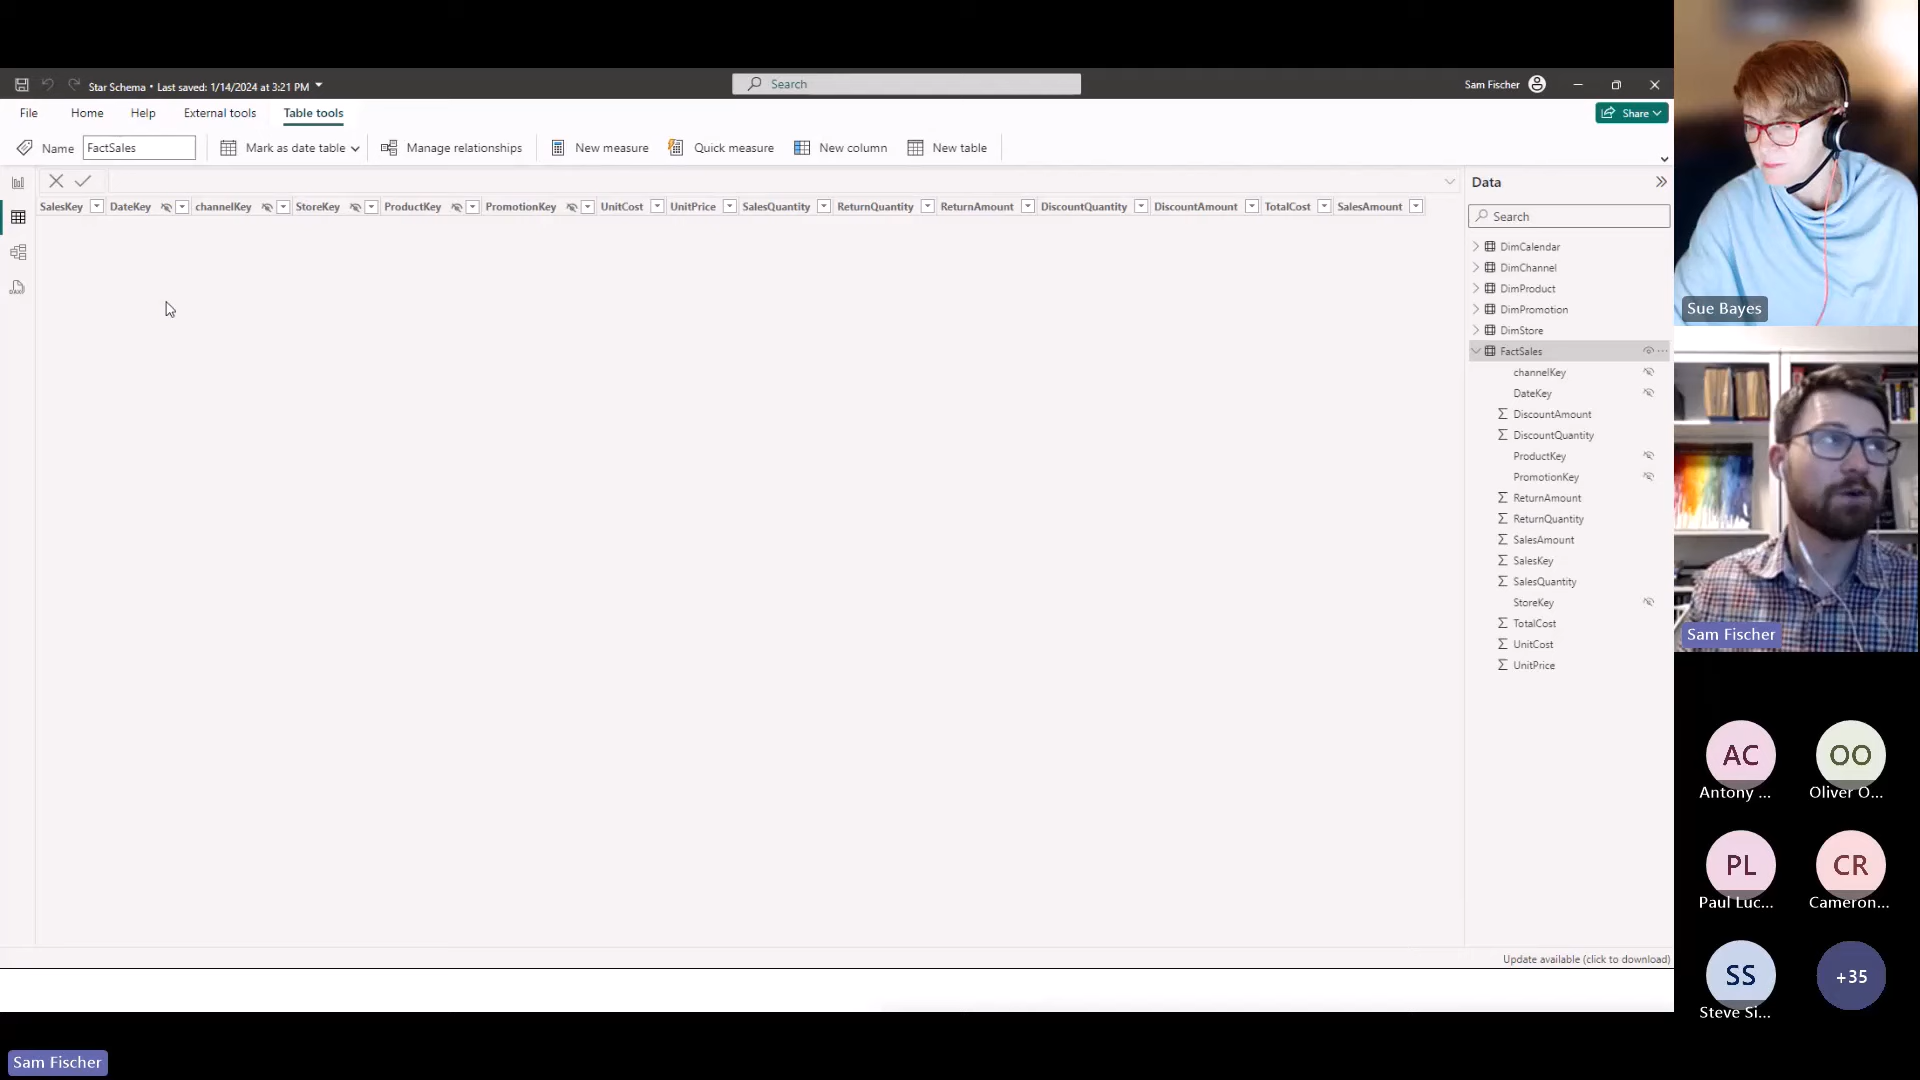 Star Schema • Last saved: 1/14/2024 at 3:21 PM
Search
Sam Fischer
File Home Help External tools Table tools
Share
Name FactSales Mark as date table Manage relationships New measure Quick measure New column New table
SalesKey DateKey channelKey StoreKey ProductKey PromotionKey UnitCost UnitPrice SalesQuantity ReturnQuantity ReturnAmount DiscountQuantity DiscountAmount TotalCost SalesAmount
Data
Search
DimCalendar
DimChannel
DimProduct
DimPromotion
DimStore
FactSales
channelKey
DateKey
DiscountAmount
DiscountQuantity
ProductKey
PromotionKey
ReturnAmount
ReturnQuantity
SalesAmount
SalesKey
SalesQuantity
StoreKey
TotalCost
UnitCost
UnitPrice
Update available (click to download)
Sue Bayes
Sam Fischer
AC
Antony ...
OO
Oliver O...
PL
Paul Luc...
CR
Cameron...
SS
Steve Si...
+35
Sam Fischer